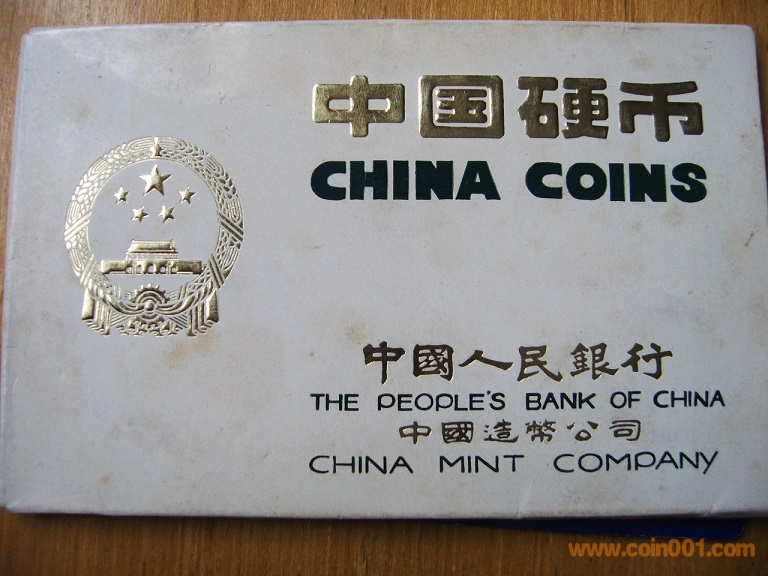 中国硬币
CHINA COINS
中國人民銀行
THE PEOPLE'S BANK OF CHINA
中國造幣公司
CHINA MINT COMPANY
www.coin001.com